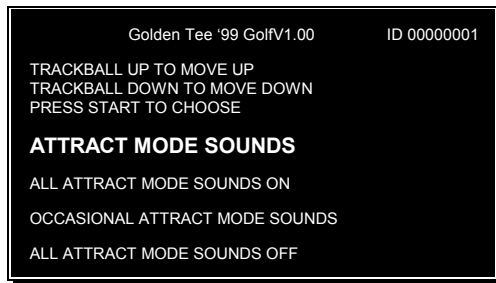 Golden Tee ‘99 GolfV1.00 ID 00000001
TRACKBALL UP TO MOVE UP
TRACKBALL DOWN TO MOVE DOWN
PRESS START TO CHOOSE
ATTRACT MODE SOUNDS
ALL ATTRACT MODE SOUNDS ON
OCCASIONAL ATTRACT MODE SOUNDS
ALL ATTRACT MODE SOUNDS OFF